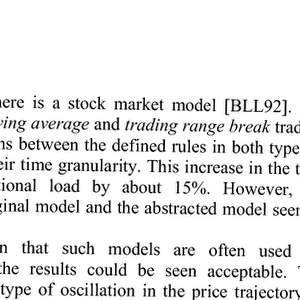 here is a stock market model [BLL92].
ving average and trading range break trad
ns between the defined rules in both type
eir time granularity. This increase in the t
tional load by about 15%. However,
ginal model and the abstracted model seen
n that such models are often used
the results could be seen acceptable.
type of oscillation in the price trajectory